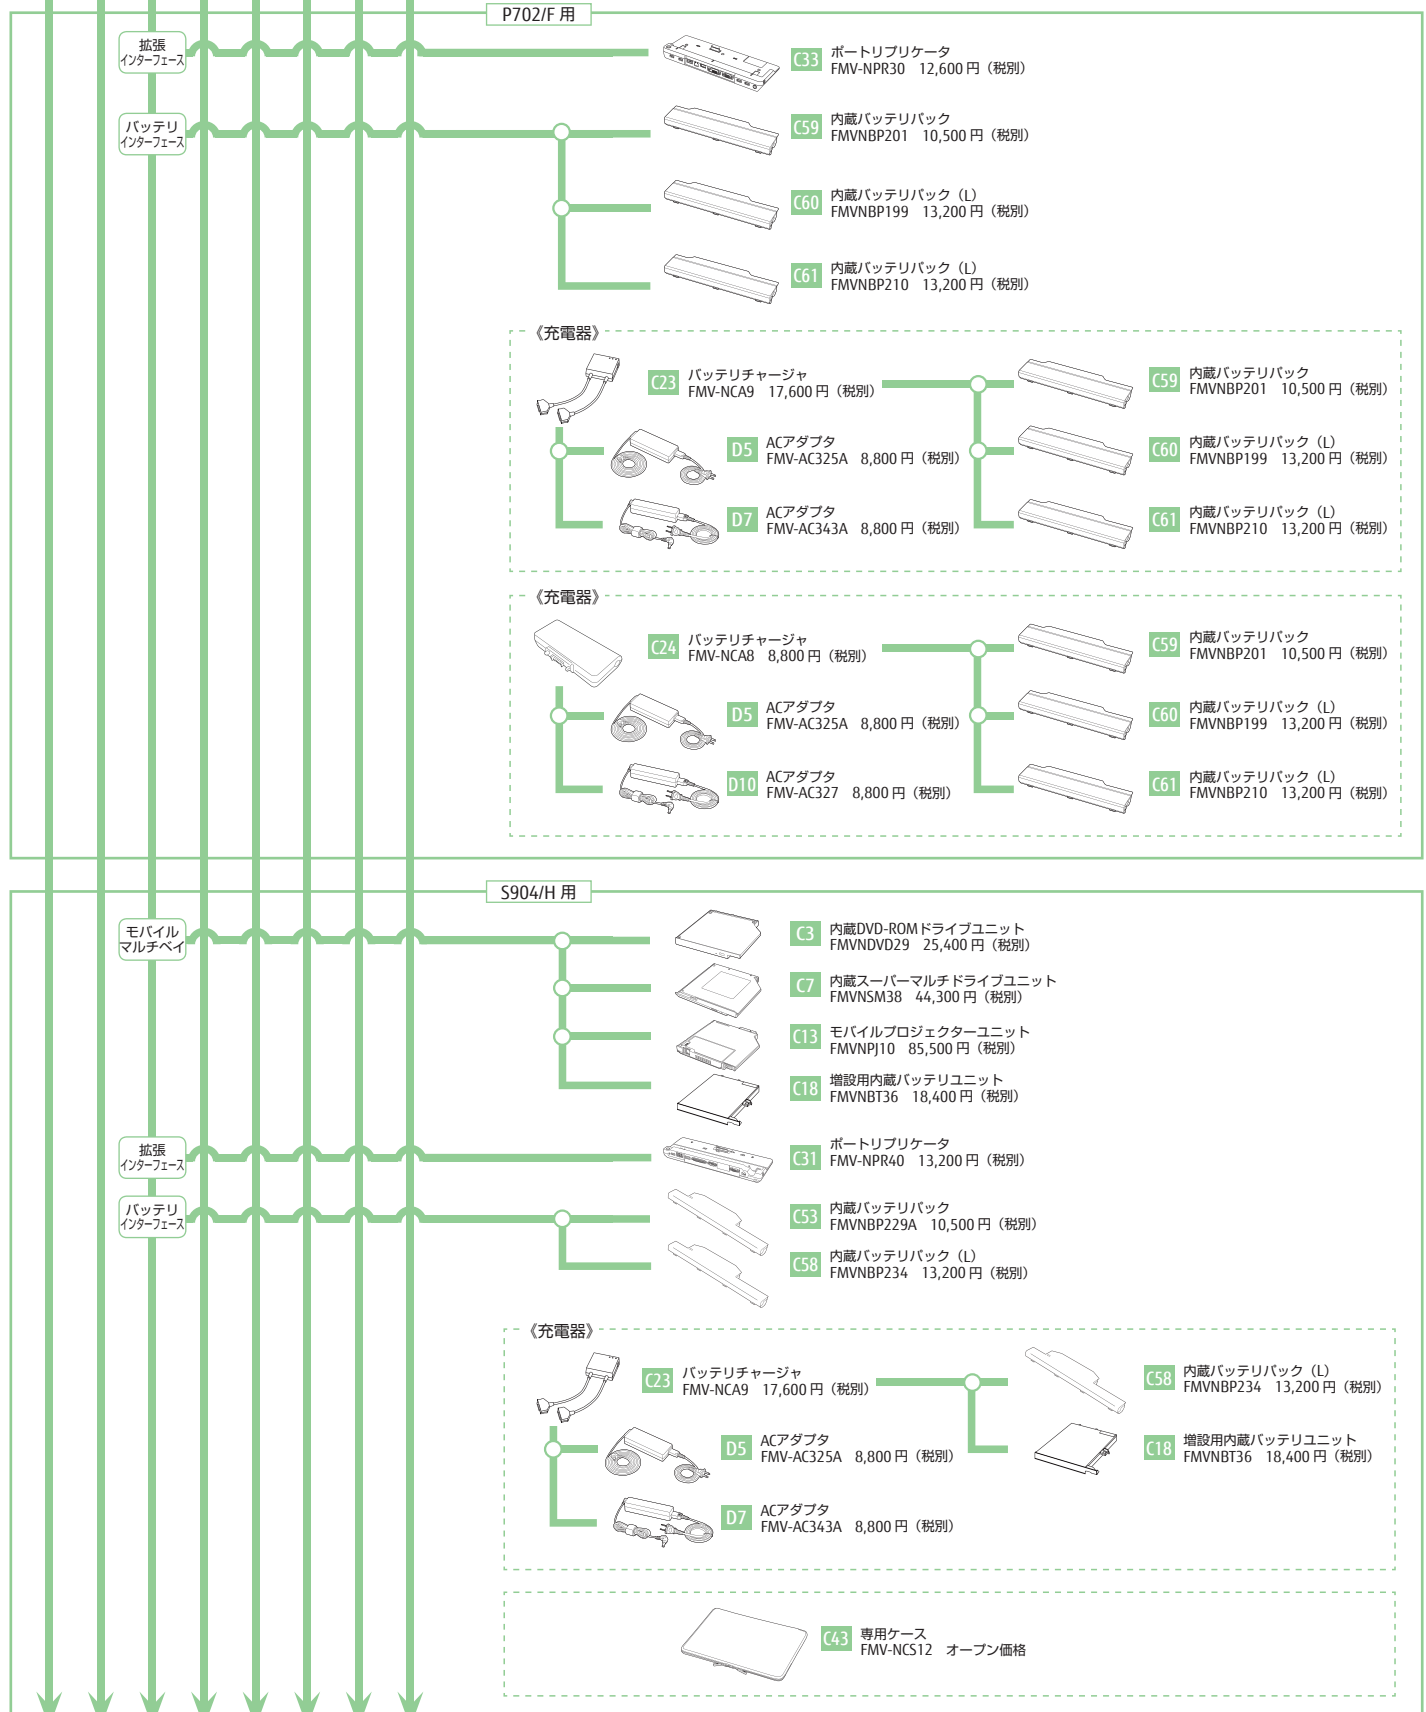 P702/F 用
拡張
インターフェース
C33
ポートリプリケータ
FMV-NPR30 12,600 円（税別）
バッテリ
インターフェース
C59
内蔵バッテリパック
FMVNBP201 10,500 円（税別）
C60
内蔵バッテリパック（L）
FMVNBP199 13,200 円（税別）
C61
内蔵バッテリパック（L）
FMVNBP210 13,200 円（税別）
《充電器》
C23
バッテリチャージャ
FMV-NCA9 17,600 円（税別）
C59
内蔵バッテリパック
FMVNBP201 10,500 円（税別）
D5
ACアダプタ
FMV-AC325A 8,800 円（税別）
C60
内蔵バッテリパック（L）
FMVNBP199 13,200 円（税別）
D7
ACアダプタ
FMV-AC343A 8,800 円（税別）
C61
内蔵バッテリパック（L）
FMVNBP210 13,200 円（税別）
《充電器》
C24
バッテリチャージャ
FMV-NCA8 8,800 円（税別）
C59
内蔵バッテリパック
FMVNBP201 10,500 円（税別）
D5
ACアダプタ
FMV-AC325A 8,800 円（税別）
C60
内蔵バッテリパック（L）
FMVNBP199 13,200 円（税別）
D10
ACアダプタ
FMV-AC327 8,800 円（税別）
C61
内蔵バッテリパック（L）
FMVNBP210 13,200 円（税別）
S904/H 用
モバイル
マルチベイ
C3
内蔵DVD-ROMドライブユニット
FMVNDVD29 25,400 円（税別）
C7
内蔵スーパーマルチドライブユニット
FMVNSM38 44,300 円（税別）
C13
モバイルプロジェクターユニット
FMVNPJ10 85,500 円（税別）
C18
増設用内蔵バッテリユニット
FMVNBT36 18,400 円（税別）
拡張
インターフェース
C31
ポートリプリケータ
FMV-NPR40 13,200 円（税別）
バッテリ
インターフェース
C53
内蔵バッテリパック
FMVNBP229A 10,500 円（税別）
C58
内蔵バッテリパック（L）
FMVNBP234 13,200 円（税別）
《充電器》
C23
バッテリチャージャ
FMV-NCA9 17,600 円（税別）
C58
内蔵バッテリパック（L）
FMVNBP234 13,200 円（税別）
D5
ACアダプタ
FMV-AC325A 8,800 円（税別）
C18
増設用内蔵バッテリユニット
FMVNBT36 18,400 円（税別）
D7
ACアダプタ
FMV-AC343A 8,800 円（税別）
C43
専用ケース
FMV-NCS12 オープン価格